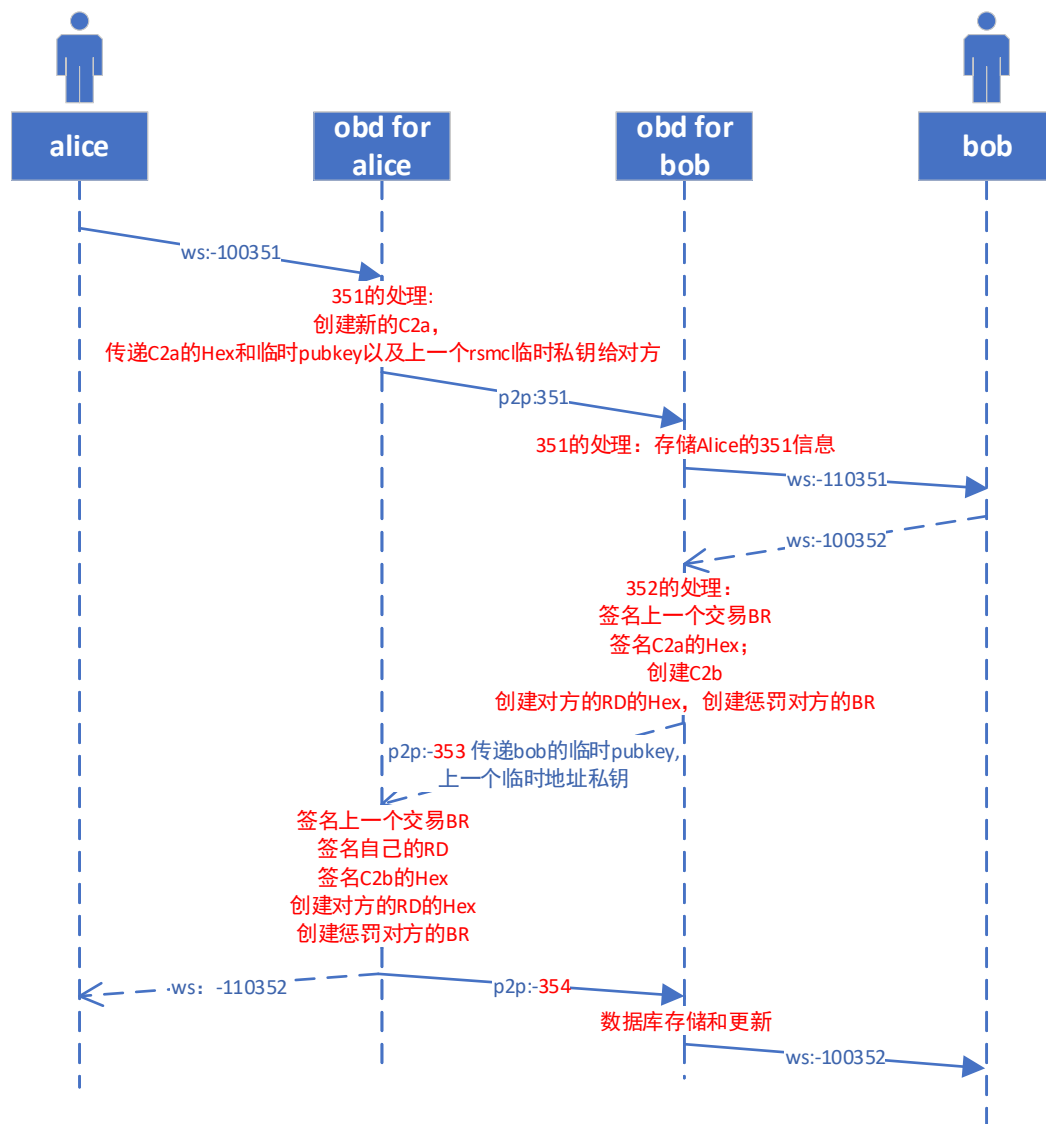 alice
obd for
alice
obd for
bob
bob
ws:-100351
351的处理:
创建新的C2a，
传递C2a的Hex和临时pubkey以及上一个rsmc临时私钥给对方
p2p:351
351的处理：存储Alice的351信息
ws:-110351
ws:-100352
352的处理：
签名上一个交易BR
签名C2a的Hex；
创建C2b
创建对方的RD的Hex，创建惩罚对方的BR
p2p:-353 传递bob的临时pubkey,
上一个临时地址私钥
签名上一个交易BR
签名自己的RD
签名C2b的Hex
创建对方的RD的Hex
创建惩罚对方的BR
ws：-110352
p2p:-354
数据库存储和更新
ws:-100352